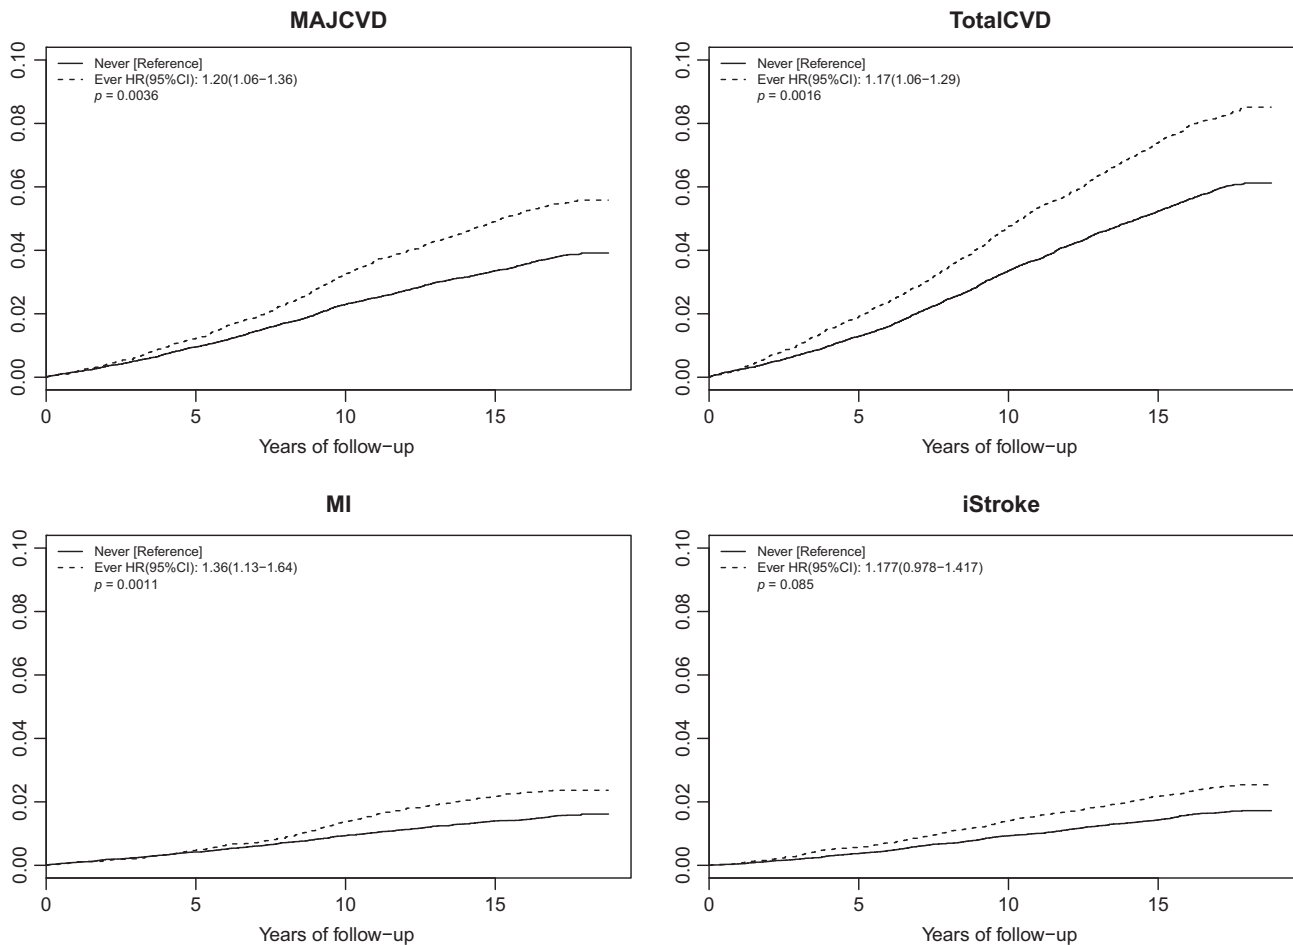 MAJCVD
0.10
0.08
0.06
0.04
0.02
0.00
Never [Reference]
Ever HR(95%CI): 1.20(1.06−1.36)
p = 0.0036
0 5 10 15
Years of follow−up
TotalCVD
0.10
0.08
0.06
0.04
0.02
0.00
Never [Reference]
Ever HR(95%CI): 1.17(1.06−1.29)
p = 0.0016
0 5 10 15
Years of follow−up
MI
0.10
0.08
0.06
0.04
0.02
0.00
Never [Reference]
Ever HR(95%CI): 1.36(1.13−1.64)
p = 0.0011
0 5 10 15
Years of follow−up
iStroke
0.10
0.08
0.06
0.04
0.02
0.00
Never [Reference]
Ever HR(95%CI): 1.177(0.978−1.417)
p = 0.085
0 5 10 15
Years of follow−up